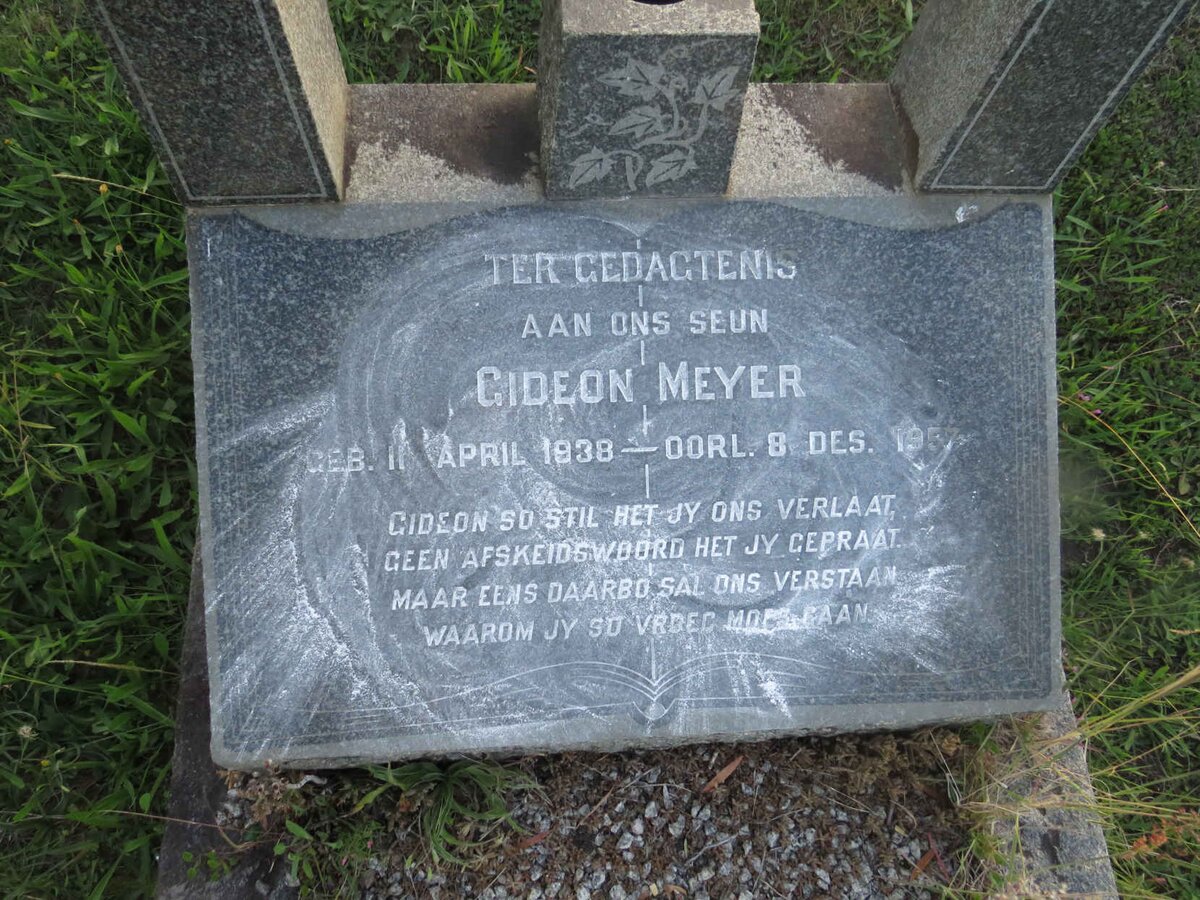 TER GEDAGTENIS
AAN ONS SEUN
GIDEON MEYER
GEB. 11 APRIL 1938 — OORL. 8 DES. 1957
GIDEON SO STIL HET JY ONS VERLAAT,
GEEN AFSKEIDSWOORD HET JY GEPRAAT.
MAAR EENS DAARBO SAL ONS VERSTAAN
WAAROM JY SO VROEG MOES GAAN.